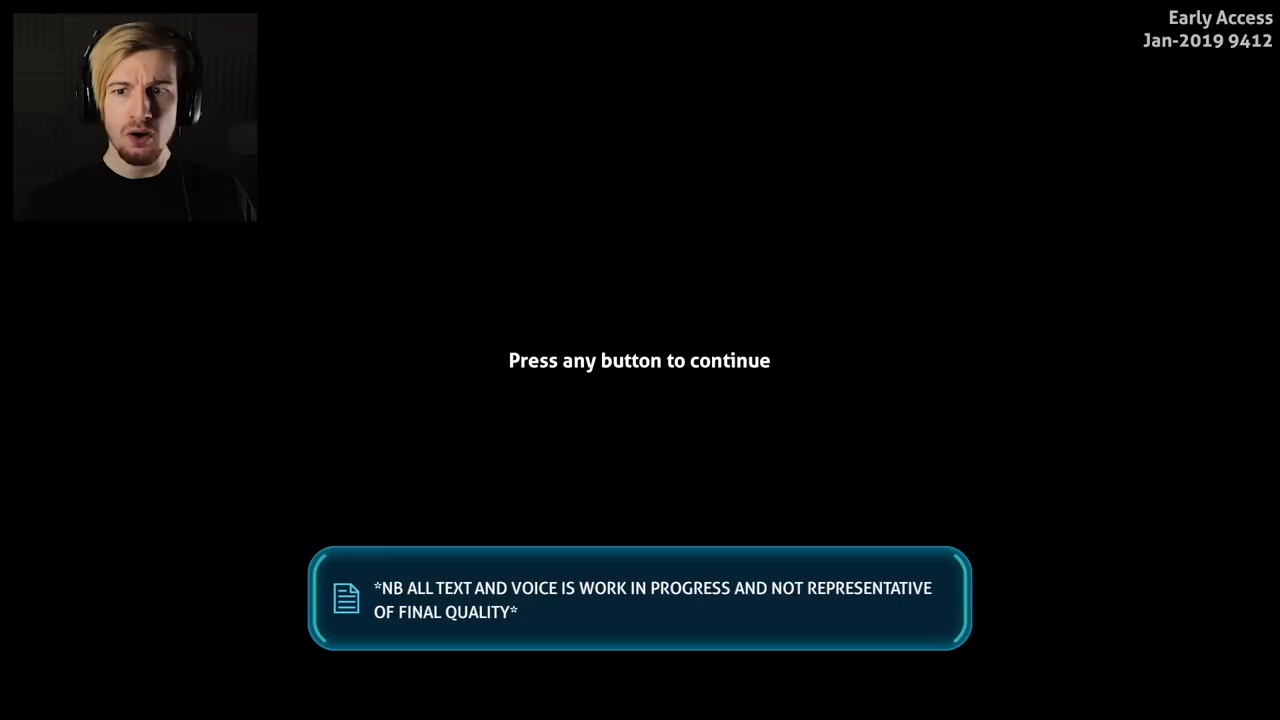 Early Access
Jan-2019 9412
Press any button to continue
*NB ALL TEXT AND VOICE IS WORK IN PROGRESS AND NOT REPRESENTATIVE
OF FINAL QUALITY*